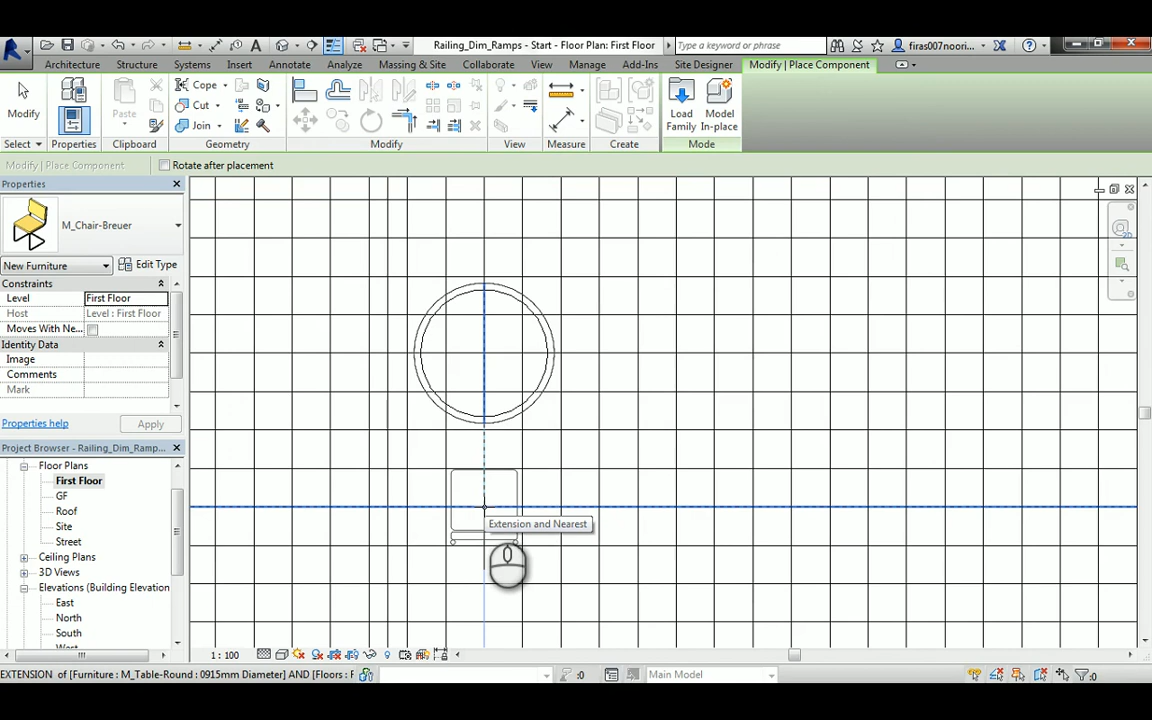 Railing_Dim_Ramps - Start - Floor Plan: First Floor
Type a keyword or phrase
firas007noori...
Architecture Structure Systems Insert Annotate Analyze Massing & Site Collaborate View Manage Add-Ins Site Designer Modify | Place Component
Modify
Paste
Cope
Cut
Join
Load Family
Model In-place
Select Properties Clipboard Geometry Modify View Measure Create Mode
Modify | Place Component
Rotate after placement
Properties
M_Chair-Breuer
New Furniture
Edit Type
Constraints
Level First Floor
Host Level : First Floor
Moves With Ne...
Identity Data
Image
Comments
Mark
Properties help
Apply
Project Browser - Railing_Dim_Ramp...
Floor Plans
First Floor
GF
Roof
Site
Street
Ceiling Plans
3D Views
Elevations (Building Elevation
East
North
South
Extension and Nearest
2D
1 : 100
EXTENSION of [Furniture : M_Table-Round : 0915mm Diameter] AND [Floors : F
:0
Main Model
:0